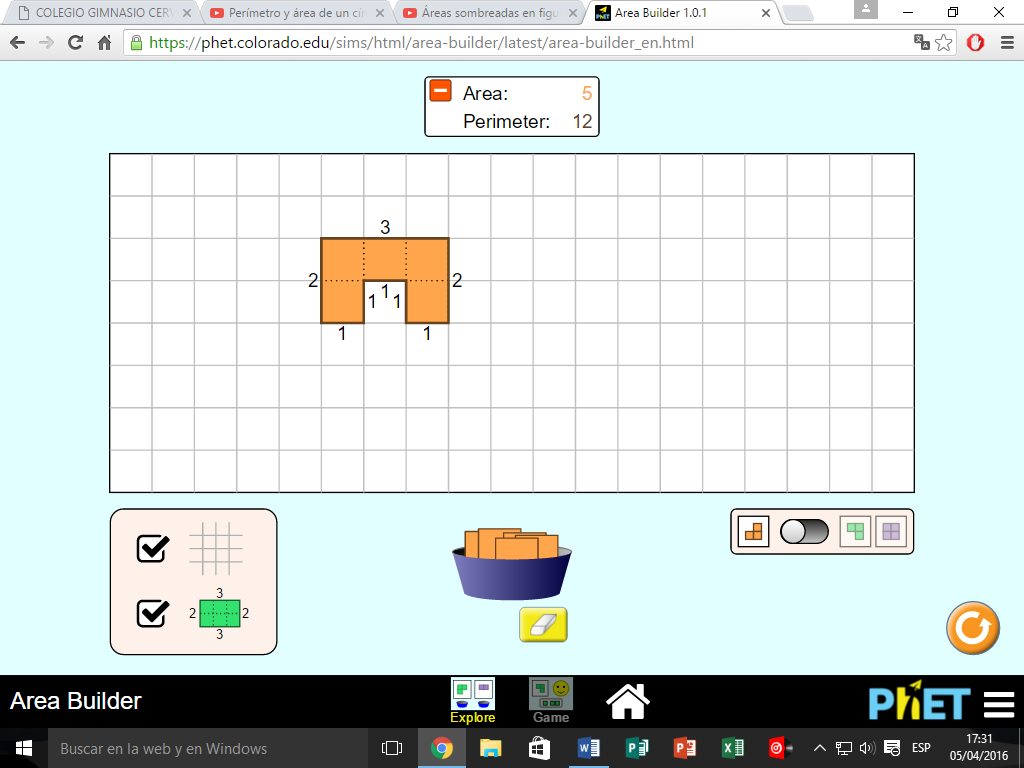 COLEGIO GIMNASIO CERV
Perímetro y área de un cír
Áreas sombreadas en figu
Area Builder 1.0.1
https://phet.colorado.edu/sims/html/area-builder/latest/area-builder_en.html
Area: 5
Perimeter: 12
3
2 2
1 1 1
1 1
3
2 2
3
Area Builder
Explore
Game
PhET
Buscar en la web y en Windows
ESP
17:31
05/04/2016